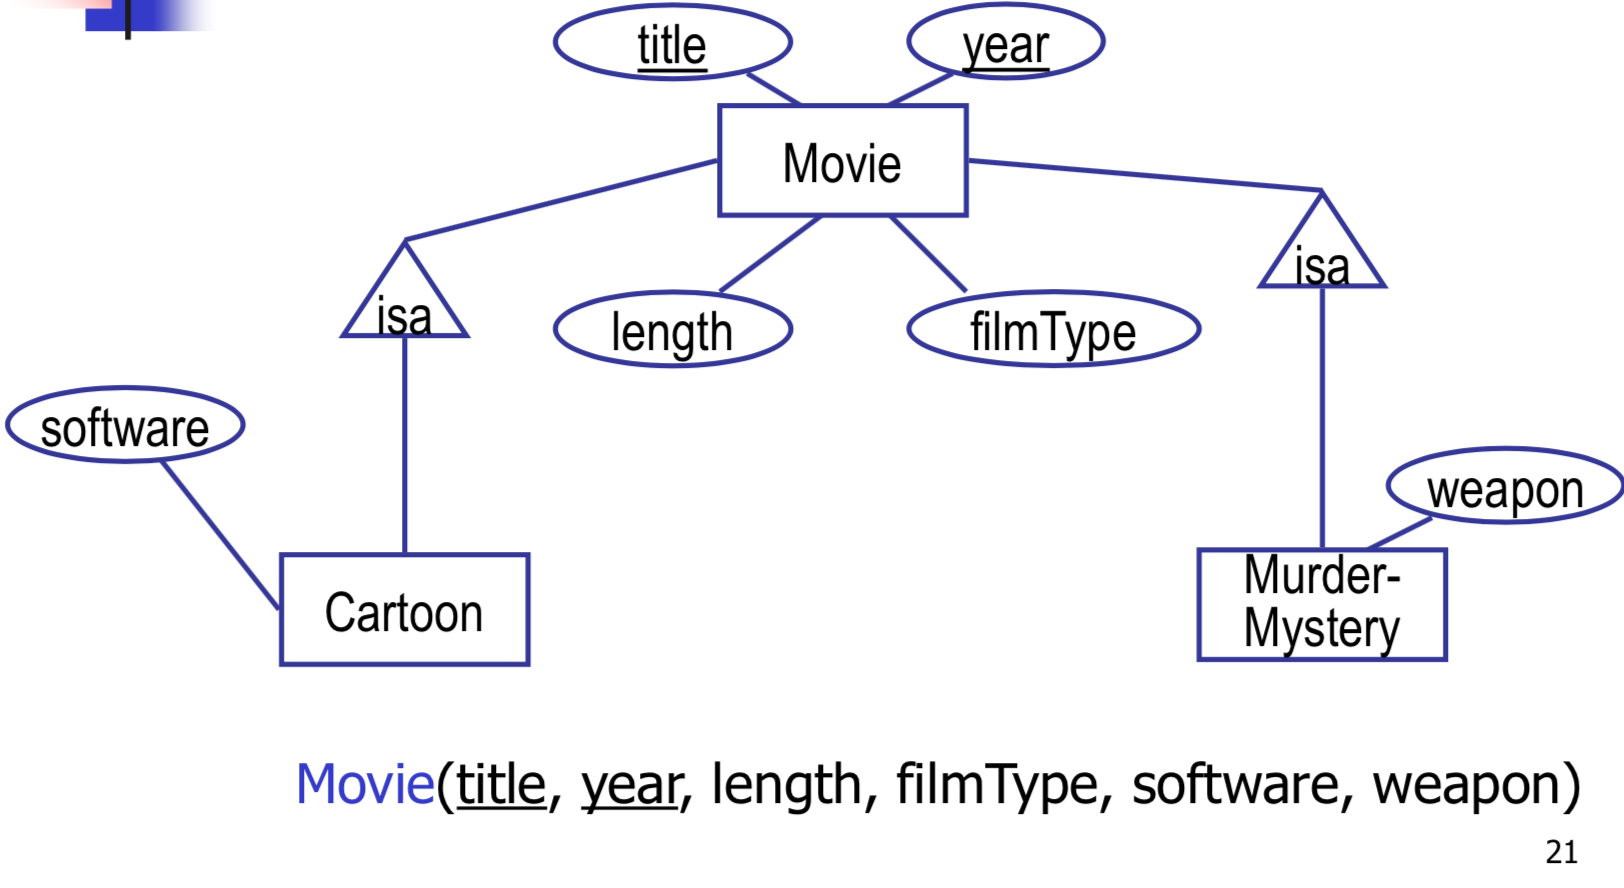 title
year
Movie
isa
isa
length
filmType
software
weapon
Cartoon
Murder-
Mystery
Movie(title, year, length, filmType, software, weapon)
21